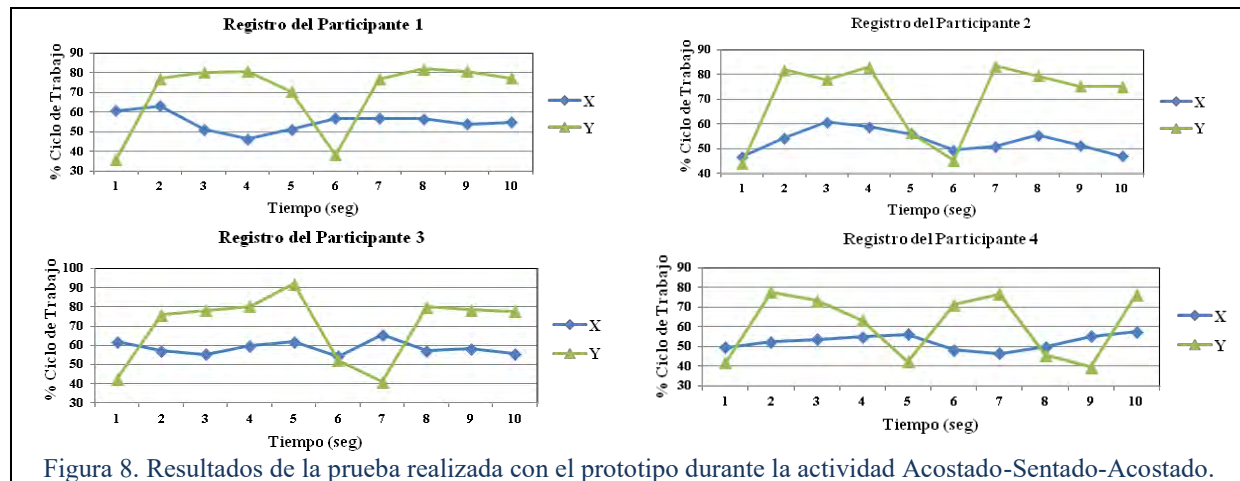 Registro del Participante 1
% Ciclo de Trabajo
90
80
70
60
50
40
30
1 2 3 4 5 6 7 8 9 10
Tiempo (seg)
X
Y
Registro del Participante 2
% Ciclo de Trabajo
90
80
70
60
50
40
1 2 3 4 5 6 7 8 9 10
Tiempo (seg)
X
Y
Registro del Participante 3
% Ciclo de Trabajo
100
90
80
70
60
50
40
30
1 2 3 4 5 6 7 8 9 10
Tiempo (seg)
X
Y
Registro del Participante 4
% Ciclo de Trabajo
90
80
70
60
50
40
30
1 2 3 4 5 6 7 8 9 10
Tiempo (seg)
X
Y
Figura 8. Resultados de la prueba realizada con el prototipo durante la actividad Acostado-Sentado-Acostado.